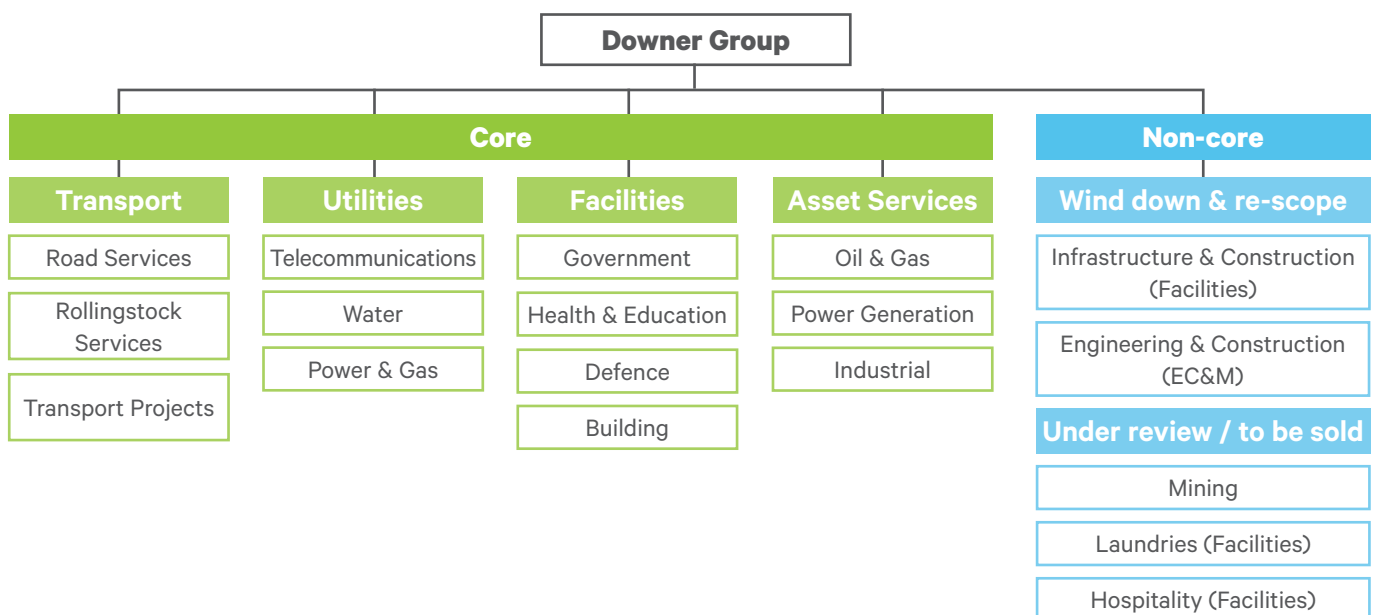 Downer Group
Core
Non-core
Transport
Road Services
Rollingstock
Services
Transport Projects
Utilities
Telecommunications
Water
Power & Gas
Facilities
Government
Health & Education
Defence
Building
Asset Services
Oil & Gas
Power Generation
Industrial
Wind down & re-scope
Infrastructure & Construction
(Facilities)
Engineering & Construction
(EC&M)
Under review / to be sold
Mining
Laundries (Facilities)
Hospitality (Facilities)